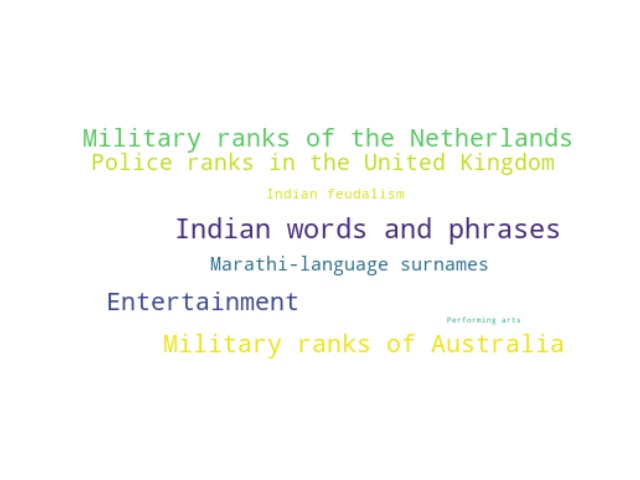 Military ranks of the Netherlands
Police ranks in the United Kingdom
Indian feudalism
Indian words and phrases
Marathi-language surnames
Entertainment
Performing arts
Military ranks of Australia